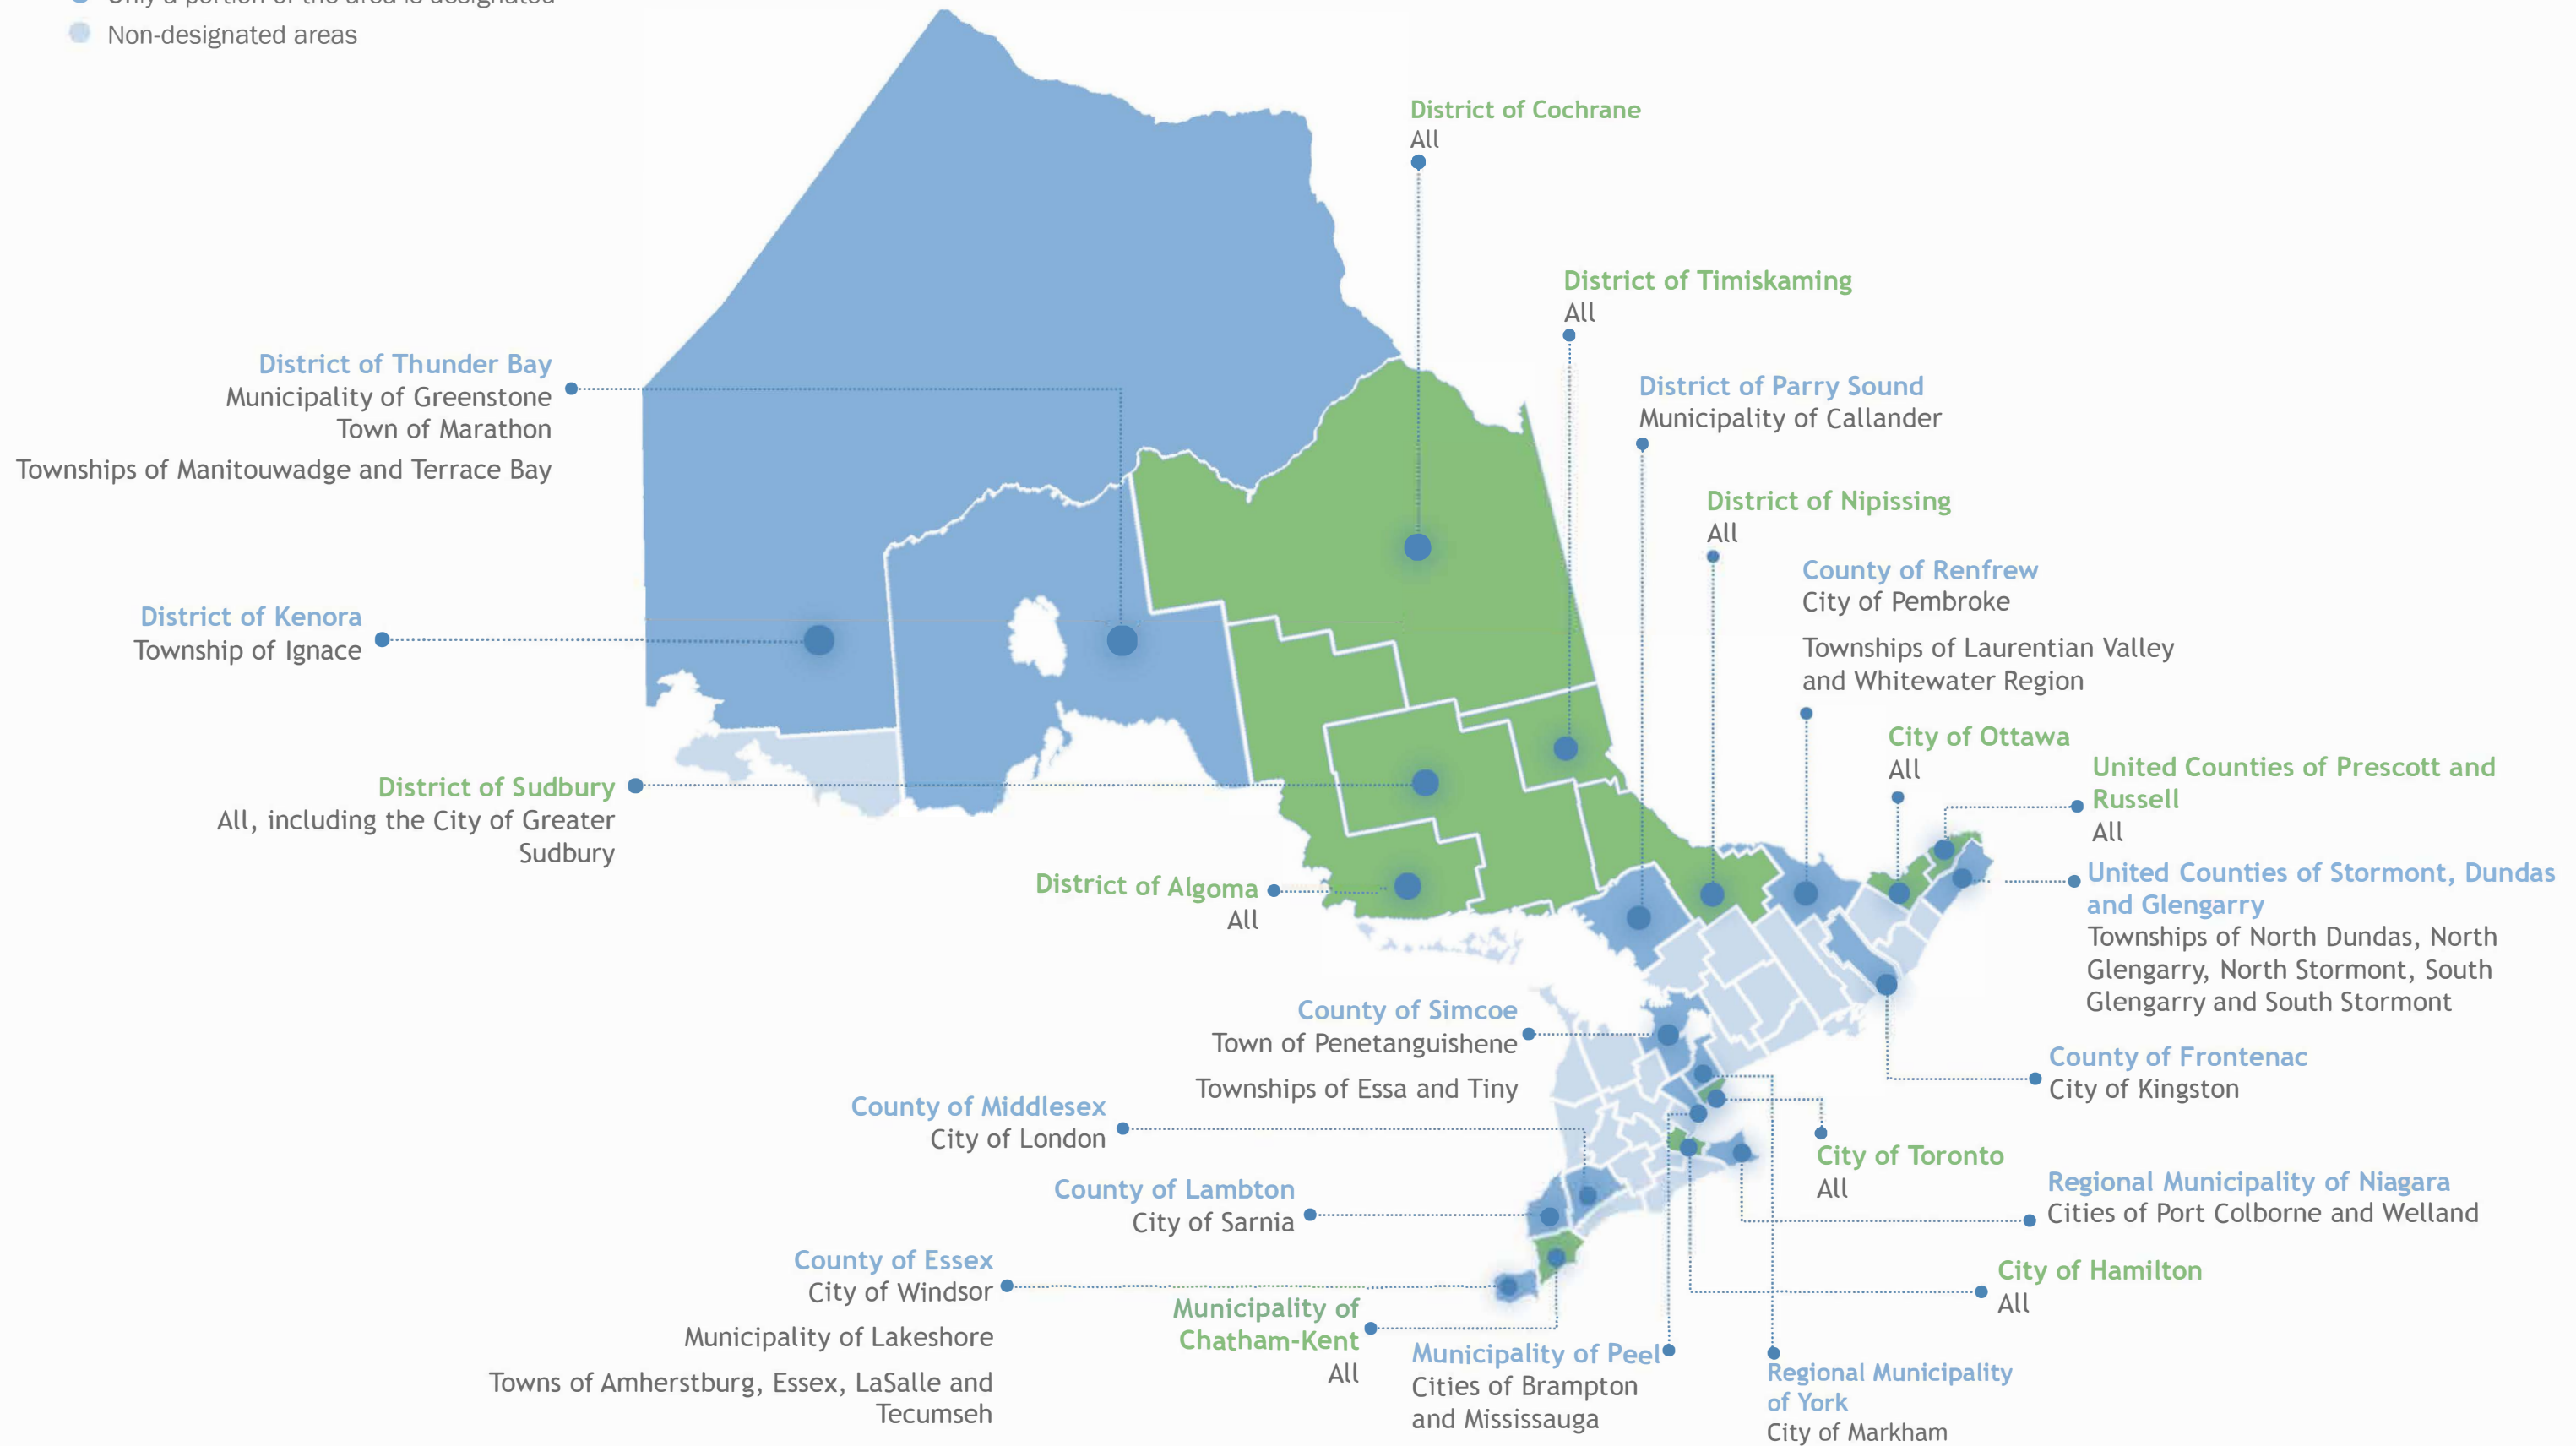 Only a portion of the area is designated
Non-designated areas
District of Cochrane
All
District of Timiskaming
All
District of Thunder Bay
Municipality of Greenstone
Town of Marathon
Townships of Manitouwadge and Terrace Bay
District of Parry Sound
Municipality of Callander
District of Nipissing
All
County of Renfrew
City of Pembroke
Townships of Laurentian Valley
and Whitewater Region
District of Kenora
Township of Ignace
City of Ottawa
All
United Counties of Prescott and
Russell
All
District of Sudbury
All, including the City of Greater
Sudbury
District of Algoma
All
United Counties of Stormont, Dundas
and Glengarry
Townships of North Dundas, North
Glengarry, North Stormont, South
Glengarry and South Stormont
County of Simcoe
Town of Penetanguishene
Townships of Essa and Tiny
County of Frontenac
City of Kingston
County of Middlesex
City of London
City of Toronto
All
County of Lambton
City of Sarnia
Regional Municipality of Niagara
Cities of Port Colborne and Welland
County of Essex
City of Windsor
Municipality of Lakeshore
Towns of Amherstburg, Essex, LaSalle and
Tecumseh
City of Hamilton
All
Municipality of
Chatham-Kent
All
Municipality of Peel
Cities of Brampton
and Mississauga
Regional Municipality
of York
City of Markham